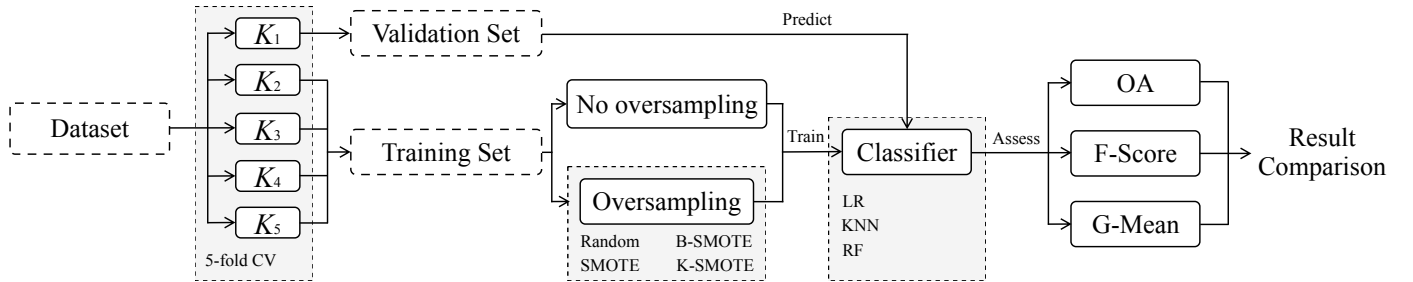 Dataset
K1
K2
K3
K4
K5
5-fold CV
Validation Set
Training Set
Predict
No oversampling
Oversampling
Random B-SMOTE
SMOTE K-SMOTE
Train
Classifier
LR
KNN
RF
Assess
OA
F-Score
G-Mean
Result
Comparison